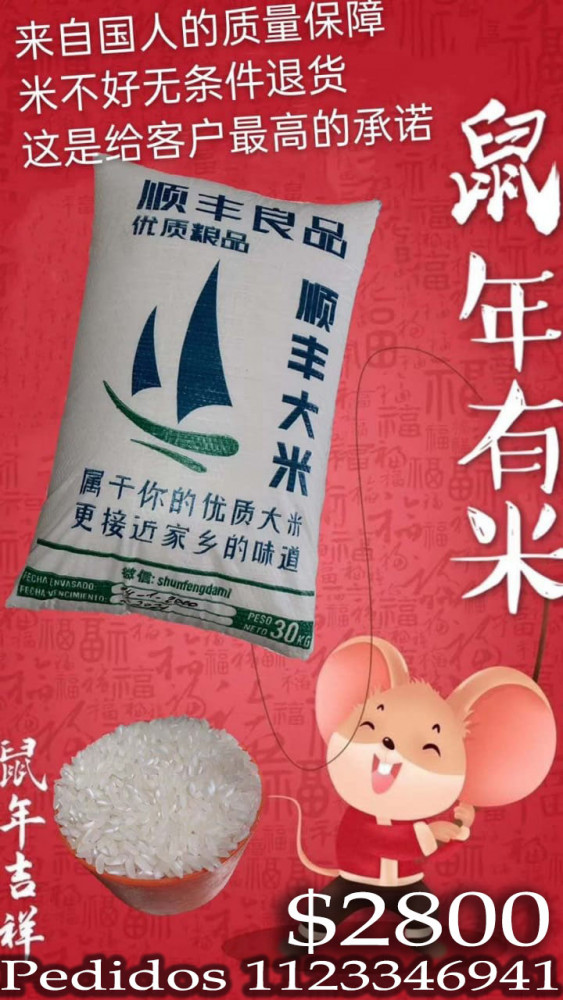 来自国人的质量保障
米不好无条件退货
这是给客户最高的承诺
鼠年有米
顺丰良品
优质粮品
顺丰大米
属于你的优质大米
更接近家乡的味道
微信: shunfengdami
FECHA ENVASADO:
FECHA VENCIMIENTO:
PESO NETO 30KG
鼠年吉祥
$2800
Pedidos 1123346941